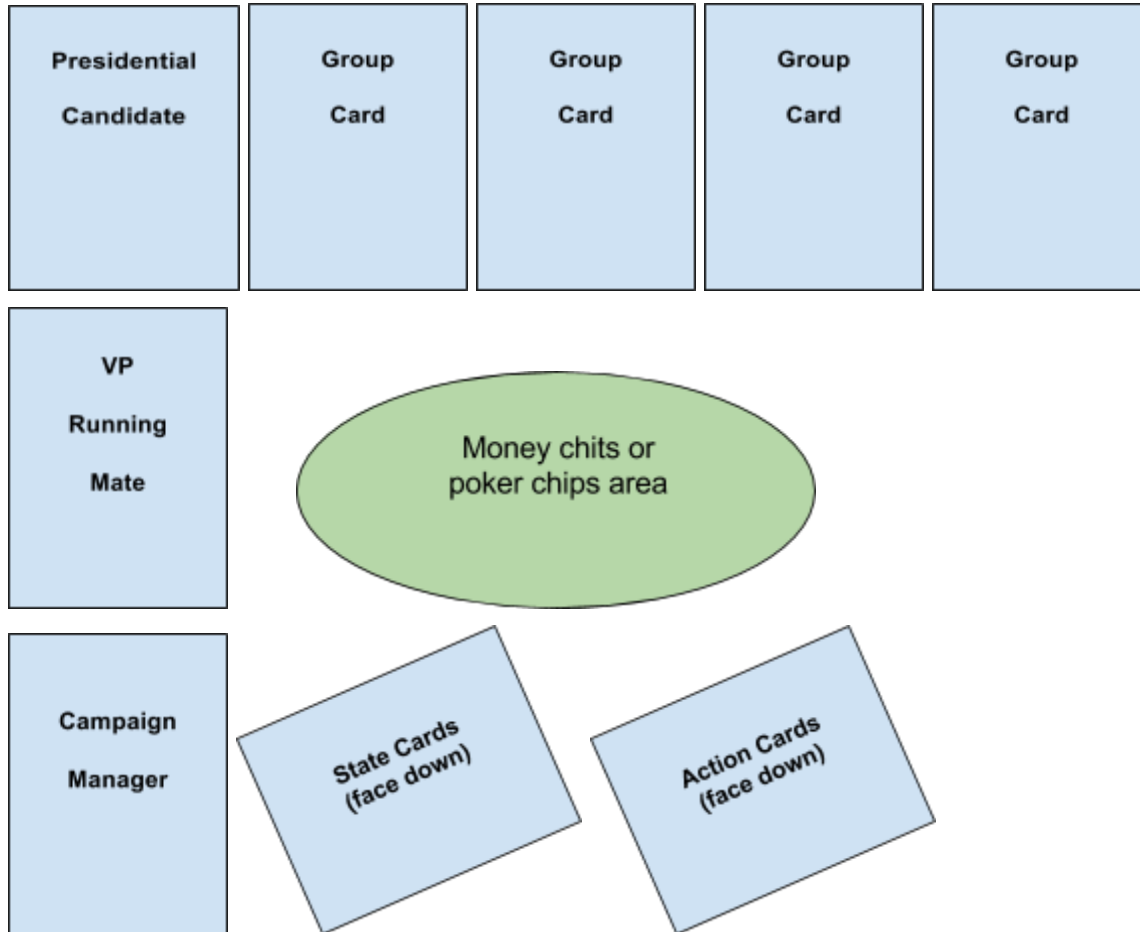 Presidential
Candidate
Group
Card
Group
Card
Group
Card
Group
Card
VP
Running
Mate
Money chits or
poker chips area
Campaign
Manager
State Cards
(face down)
Action Cards
(face down)